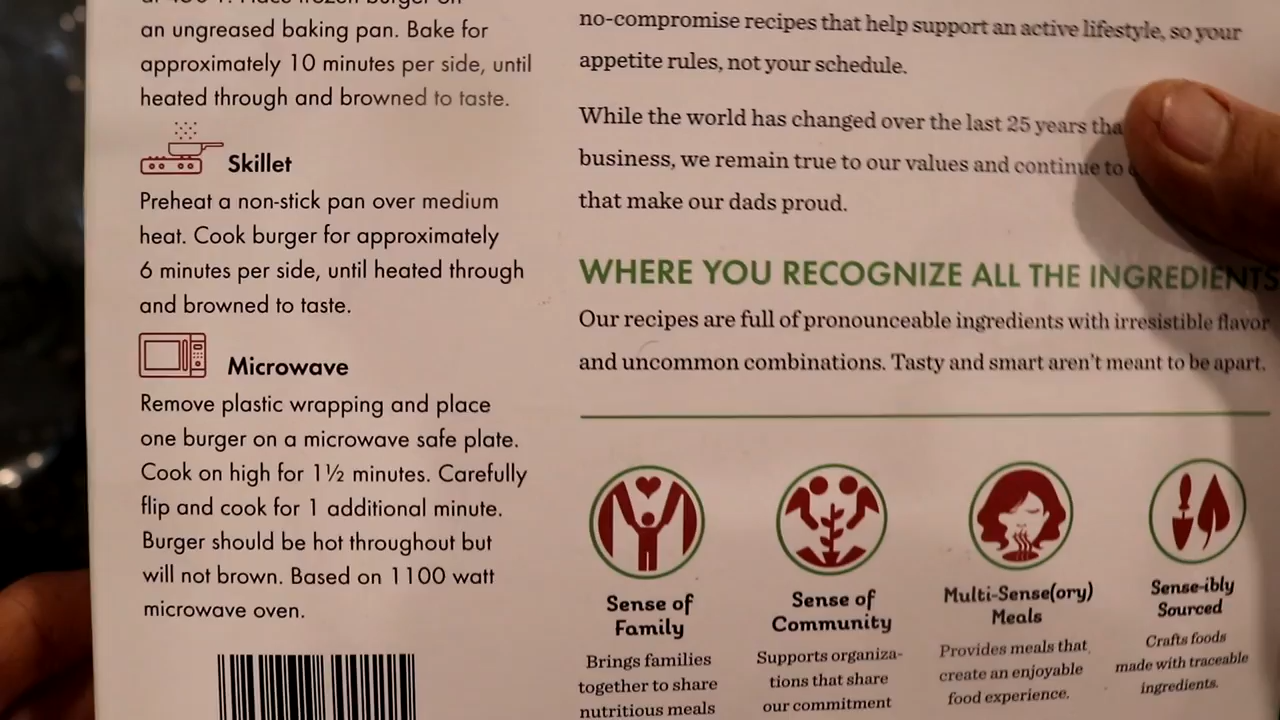 an ungreased baking pan. Bake for
approximately 10 minutes per side, until
heated through and browned to taste.
Skillet
Preheat a non-stick pan over medium
heat. Cook burger for approximately
6 minutes per side, until heated through
and browned to taste.
Microwave
Remove plastic wrapping and place
one burger on a microwave safe plate.
Cook on high for 1½ minutes. Carefully
flip and cook for 1 additional minute.
Burger should be hot throughout but
will not brown. Based on 1100 watt
microwave oven.
no-compromise recipes that help support an active lifestyle, so your
appetite rules, not your schedule.
While the world has changed over the last 25 years
business, we remain true to our values and continue to
that make our dads proud.
WHERE YOU RECOGNIZE ALL THE INGREDIENTS
Our recipes are full of pronounceable ingredients with irresistible flavor
and uncommon combinations. Tasty and smart aren't meant to be apart.
Sense of
Family
Brings families
together to share
nutritious meals
Sense of
Community
Supports organiza-
tions that share
our commitment
Multi-Sense(ory)
Meals
Provides meals that
create an enjoyable
food experience.
Sense-ibly
Sourced
Crafts foods
made with traceable
ingredients.